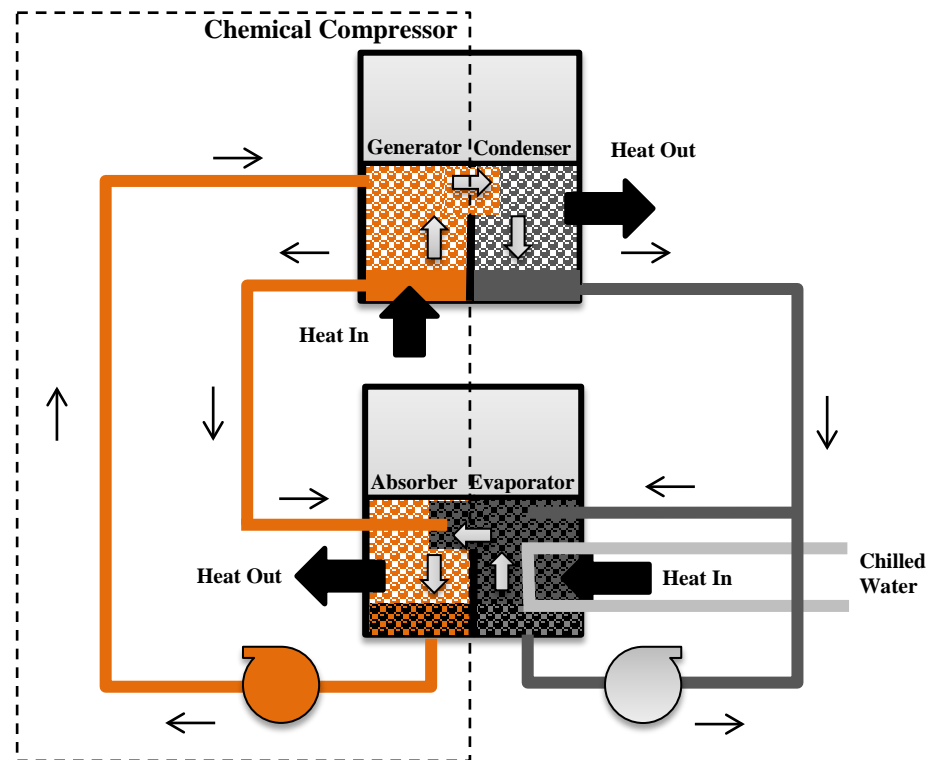 Chemical Compressor
Generator
Condenser
Heat Out
Heat In
Absorber
Evaporator
Heat Out
Heat In
Chilled
Water